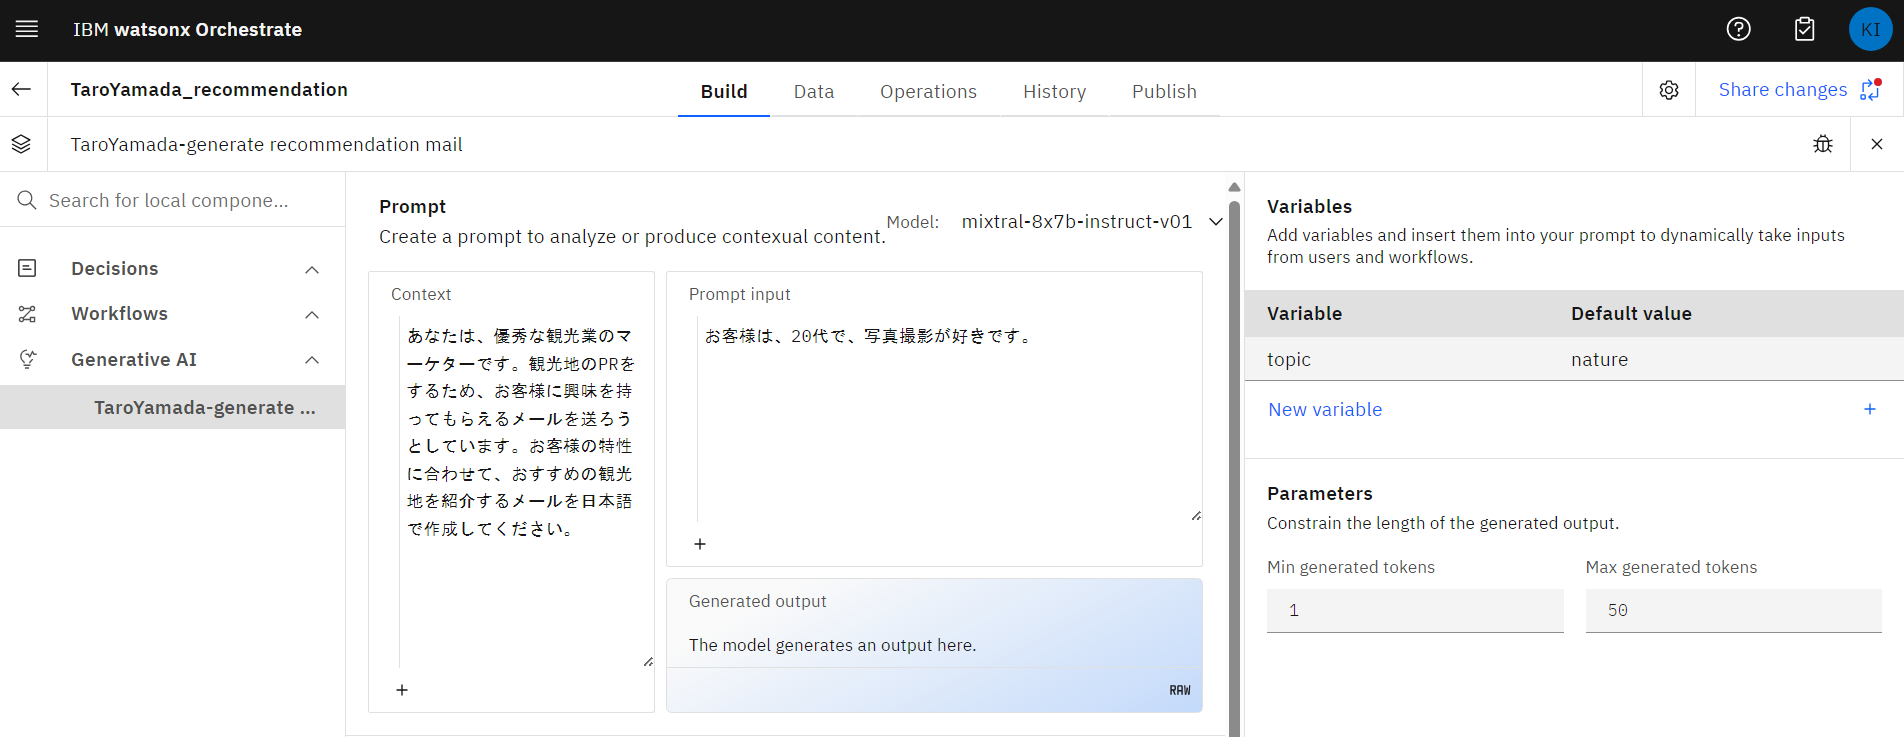 IBM watsonx Orchestrate
KI
TaroYamada_recommendation
Build
Data
Operations
History
Publish
Share changes
TaroYamada-generate recommendation mail
Search for local compone...
Decisions
Workflows
Generative AI
TaroYamada-generate ...
Prompt
Create a prompt to analyze or produce contexual content.
Model:
mixtral-8x7b-instruct-v01
Context
あなたは、優秀な観光業のマ
ーケターです。観光地のPRを
するため、お客様に興味を持
ってもらえるメールを送ろう
としています。お客様の特性
に合わせて、おすすめの観光
地を紹介するメールを日本語
で作成してください。
Prompt input
お客様は、20代で、写真撮影が好きです。
Generated output
The model generates an output here.
RAW
Variables
Add variables and insert them into your prompt to dynamically take inputs
from users and workflows.
Variable
Default value
topic
nature
New variable
Parameters
Constrain the length of the generated output.
Min generated tokens
Max generated tokens
1
50